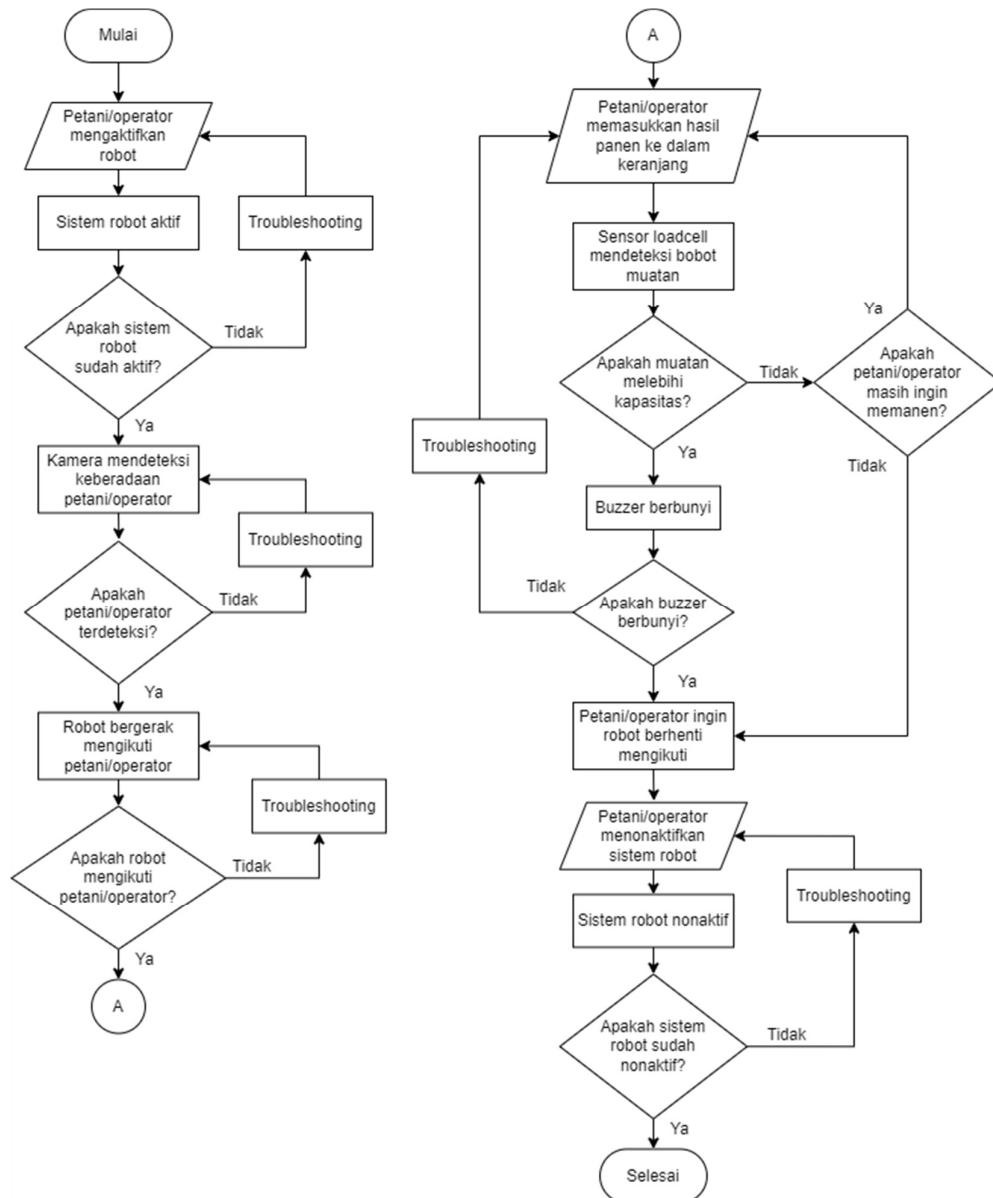 Mulai
Petani/operator
mengaktifkan
robot
Sistem robot aktif
Troubleshooting
Apakah sistem
robot
sudah aktif?
Tidak
Ya
Kamera mendeteksi
keberadaan
petani/operator
Troubleshooting
Apakah
petani/operator
terdeteksi?
Tidak
Ya
Robot bergerak
mengikuti
petani/operator
Troubleshooting
Apakah robot
mengikuti
petani/operator?
Tidak
Ya
A
A
Petani/operator
memasukkan hasil
panen ke dalam
keranjang
Sensor loadcell
mendeteksi bobot
muatan
Apakah muatan
melebihi
kapasitas?
Tidak
Ya
Apakah
petani/operator
masih ingin
memanen?
Ya
Tidak
Troubleshooting
Buzzer berbunyi
Apakah buzzer
berbunyi?
Tidak
Ya
Petani/operator ingin
robot berhenti
mengikuti
Petani/operator
menonaktifkan
sistem robot
Sistem robot nonaktif
Troubleshooting
Apakah sistem
robot sudah
nonaktif?
Tidak
Ya
Selesai